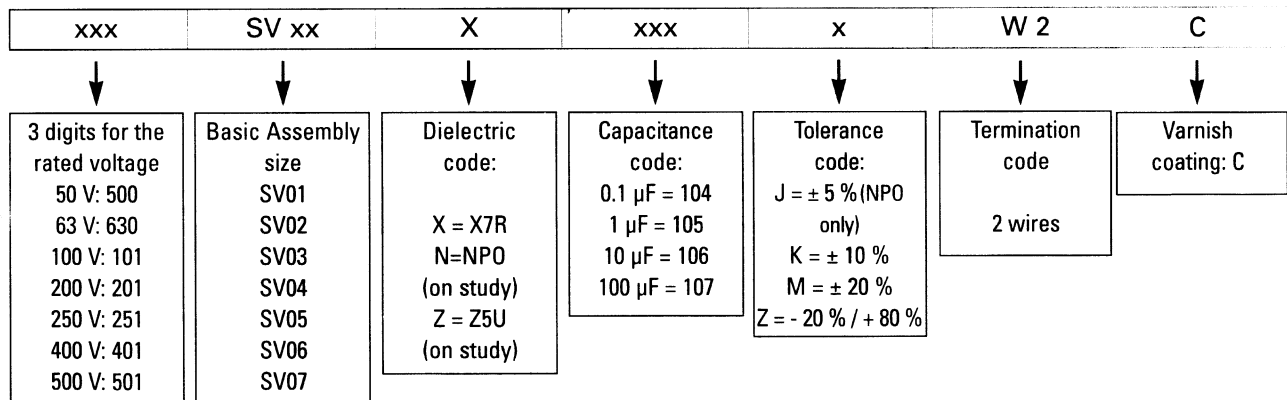 xxx SV xx X xxx x W 2 C
3 digits for the
rated voltage
50 V: 500
63 V: 630
100 V: 101
200 V: 201
250 V: 251
400 V: 401
500 V: 501
Basic Assembly
size
SV01
SV02
SV03
SV04
SV05
SV06
SV07
Dielectric
code:
X = X7R
N=NPO
(on study)
Z = Z5U
(on study)
Capacitance
code:
0.1 µF = 104
1 µF = 105
10 µF = 106
100 µF = 107
Tolerance
code:
J = ± 5 % (NPO
only)
K = ± 10 %
M = ± 20 %
Z = - 20 % / + 80 %
Termination
code
2 wires
Varnish
coating: C